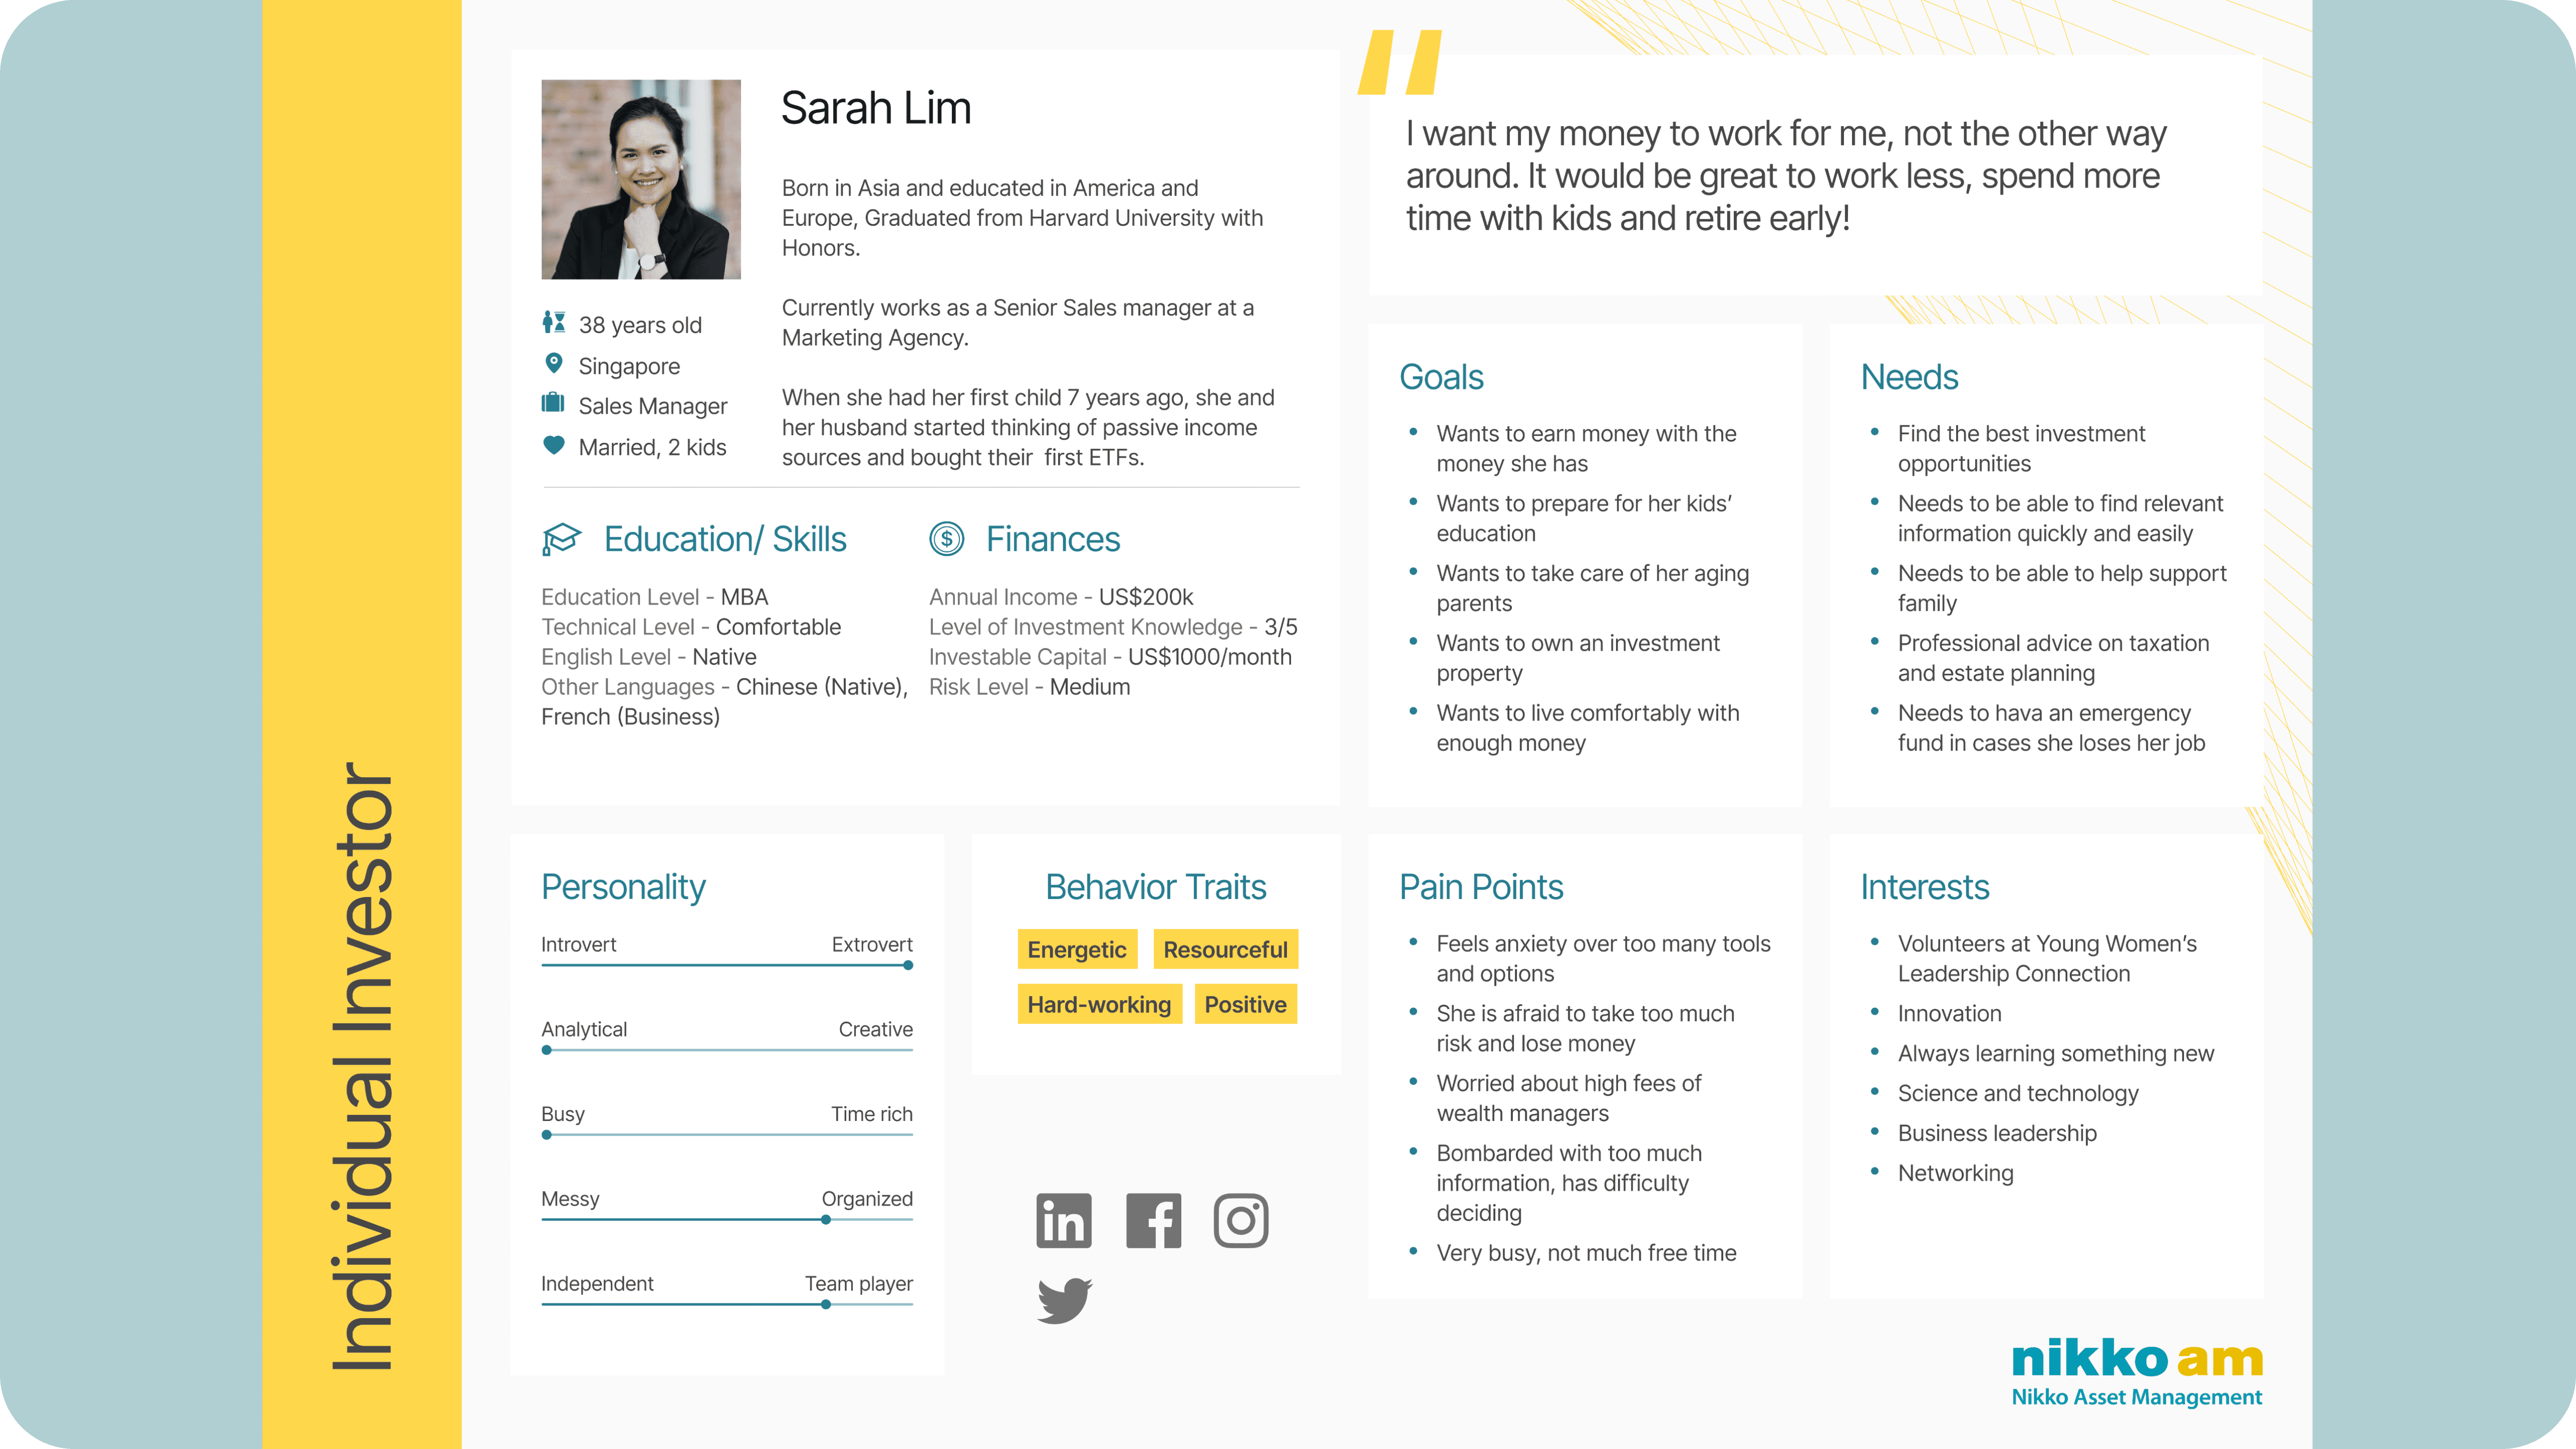 Individual Investor
Sarah Lim
Born in Asia and educated in America and
Europe, Graduated from Harvard University with
Honors.
Currently works as a Senior Sales manager at a
Marketing Agency.
When she had her first child 7 years ago, she and
her husband started thinking of passive income
sources and bought their first ETFs.
38 years old
Singapore
Sales Manager
Married, 2 kids
Education/ Skills
Education Level - MBA
Technical Level - Comfortable
English Level - Native
Other Languages - Chinese (Native),
French (Business)
Finances
Annual Income - US$200k
Level of Investment Knowledge - 3/5
Investable Capital - US$1000/month
Risk Level - Medium
"
I want my money to work for me, not the other way
around. It would be great to work less, spend more
time with kids and retire early!
Goals
• Wants to earn money with the
money she has
• Wants to prepare for her kids’
education
• Wants to take care of her aging
parents
• Wants to own an investment
property
• Wants to live comfortably with
enough money
Needs
• Find the best investment
opportunities
• Needs to be able to find relevant
information quickly and easily
• Needs to be able to help support
family
• Professional advice on taxation
and estate planning
• Needs to hava an emergency
fund in cases she loses her job
Personality
Introvert Extrovert
Analytical Creative
Busy Time rich
Messy Organized
Independent Team player
Behavior Traits
Energetic Resourceful
Hard-working Positive
in f
Pain Points
• Feels anxiety over too many tools
and options
• She is afraid to take too much
risk and lose money
• Worried about high fees of
wealth managers
• Bombarded with too much
information, has difficulty
deciding
• Very busy, not much free time
Interests
• Volunteers at Young Women’s
Leadership Connection
• Innovation
• Always learning something new
• Science and technology
• Business leadership
• Networking
nikko am
Nikko Asset Management